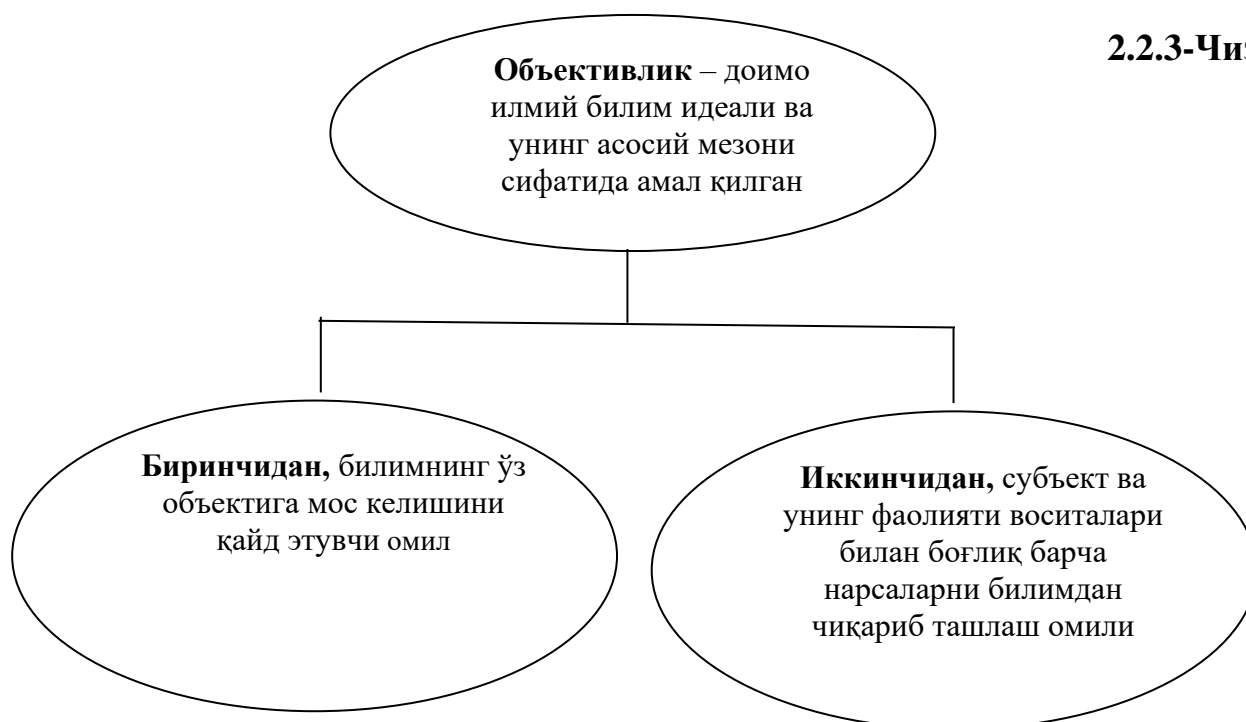 2.2.3-Чиз
Объективлик – доимо
илмий билим идеали ва
унинг асосий мезони
сифатида амал қилган
Биринчидан, билимнинг ўз
объектига мос келишини
қайд этувчи омил
Иккинчидан, субъект ва
унинг фаолияти воситалари
билан боғлиқ барча
нарсаларни билимдан
чиқариб ташлаш омили